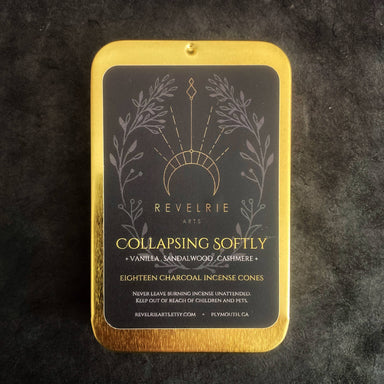 REVELRIE
ARTS
COLLAPSING SOFTLY
+ VANILLA . SANDALWOOD . CASHMERE +
EIGHTEEN CHARCOAL INCENSE CONES
NEVER LEAVE BURNING INCENSE UNATTENDED.
KEEP OUT OF REACH OF CHILDREN AND PETS.
REVELRIEARTS.ETSY.COM • PLYMOUTH, CA